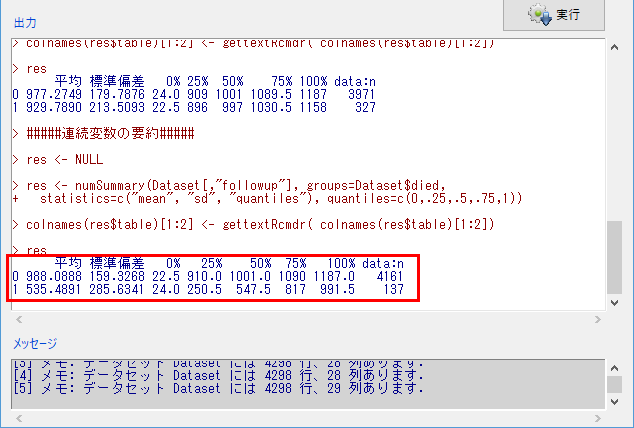 実行
出力
> colnames(res$table)[1:2] <- gettextRcmdr( colnames(res$table)[1:2])
> res
平均 標準偏差 0% 25% 50% 75% 100% data:n
0 977.2749 179.7876 24.0 909 1001 1089.5 1187 3971
1 929.7890 213.5093 22.5 896 997 1030.5 1158 327
> #####連続変数の要約#####
> res <- NULL
> res <- numSummary(Dataset[,"followup"], groups=Dataset$died,
+ statistics=c("mean", "sd", "quantiles"), quantiles=c(0,.25,.5,.75,1))
> colnames(res$table)[1:2] <- gettextRcmdr( colnames(res$table)[1:2])
> res
平均 標準偏差 0% 25% 50% 75% 100% data:n
0 988.0888 159.3268 22.5 910.0 1001.0 1090 1187.0 4161
1 535.4891 285.6341 24.0 250.5 547.5 817 991.5 137
メッセージ
[3] メモ: データセット Dataset には 4298 行、28 列あります.
[4] メモ: データセット Dataset には 4298 行、28 列あります.
[5] メモ: データセット Dataset には 4298 行、29 列あります.